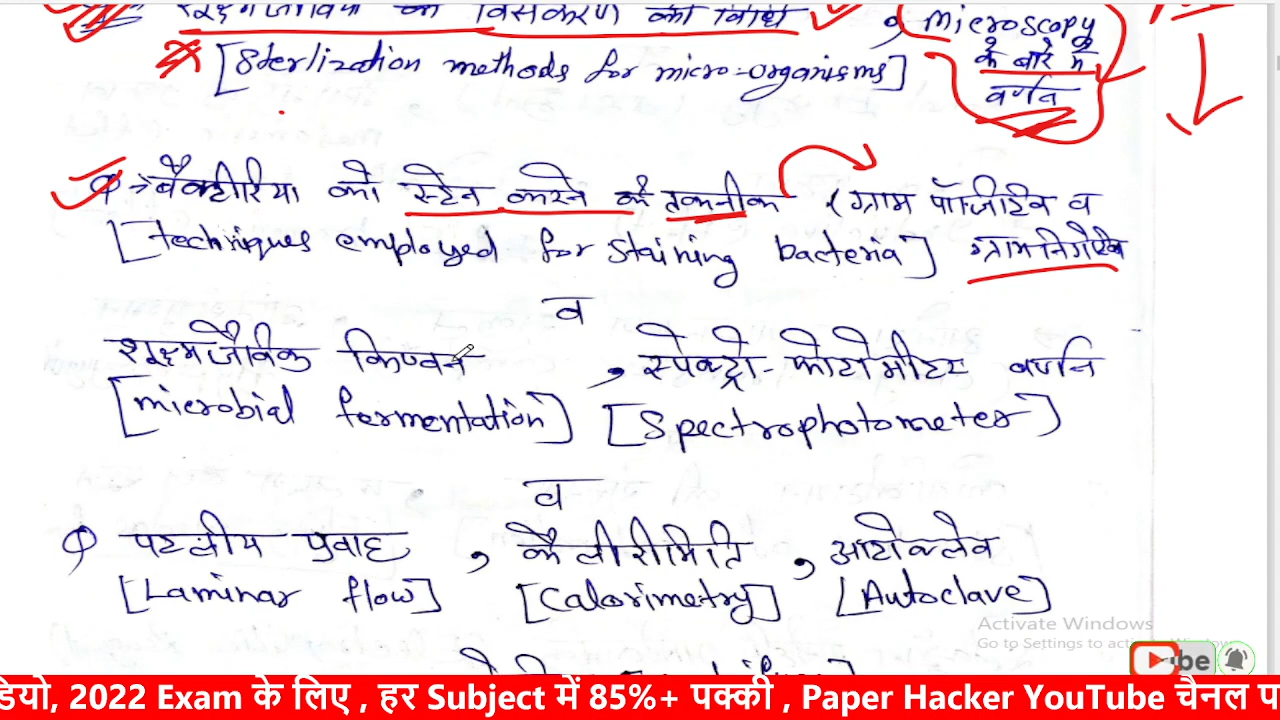 सूक्ष्मजीवियों की विसंक्रमण की विधि, microscopy
के बारे में
[Sterlization methods for micro-organisms]
वर्णन
Q → बैक्टीरिया को स्टेन करने की तकनीक (ग्राम पॉजिटिव व
[techniques employed for staining bacteria] ग्राम निगेटिव
व
सूक्ष्मजैविक किण्वन , स्पेक्ट्रो-फोटोमीटर वर्णन
[microbial fermentation] [Spectrophotometer]
व
Q पटलीय प्रवाह , कैलोरीमिति , आटोक्लेव
[Laminar flow] [Calorimetry] [Autoclave]
Activate Windows
Go to Settings to activate Windows.
डियो, 2022 Exam के लिए , हर Subject में 85%+ पक्की , Paper Hacker YouTube चैनल प